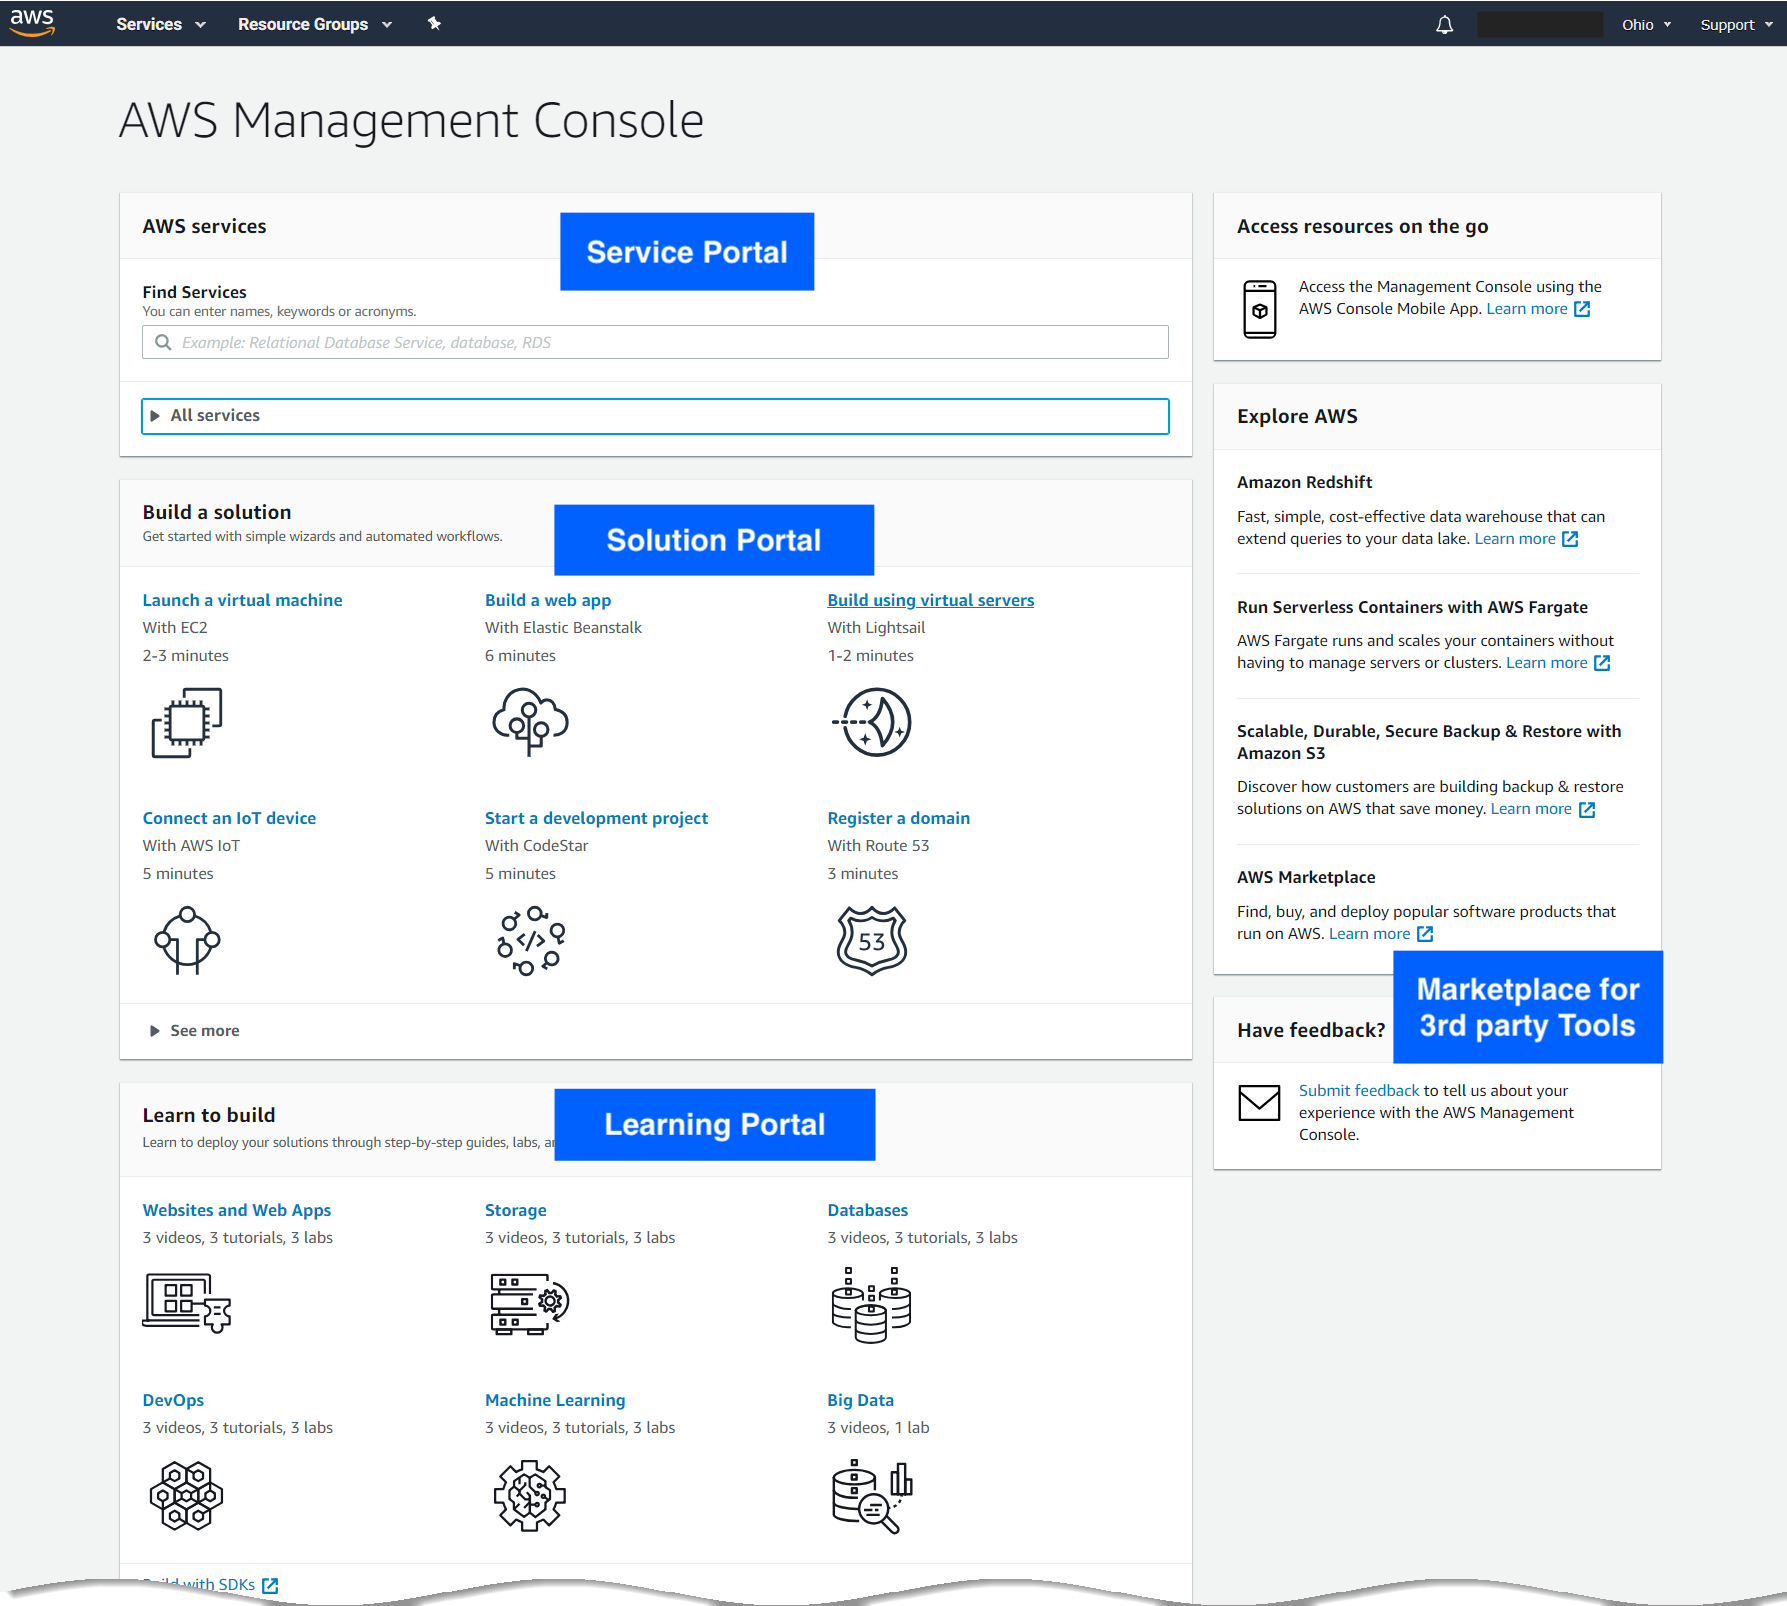 aws
Services
Resource Groups
Ohio
Support
AWS Management Console
AWS services
Service Portal
Find Services
You can enter names, keywords or acronyms.
Example: Relational Database Service, database, RDS
All services
Build a solution
Get started with simple wizards and automated workflows.
Solution Portal
Launch a virtual machine
With EC2
2-3 minutes
Build a web app
With Elastic Beanstalk
6 minutes
Build using virtual servers
With Lightsail
1-2 minutes
Connect an IoT device
With AWS IoT
5 minutes
Start a development project
With CodeStar
5 minutes
Register a domain
With Route 53
3 minutes
53
See more
Learn to build
Learn to deploy your solutions through step-by-step guides, labs,
Learning Portal
Websites and Web Apps
3 videos, 3 tutorials, 3 labs
Storage
3 videos, 3 tutorials, 3 labs
Databases
3 videos, 3 tutorials, 3 labs
DevOps
3 videos, 3 tutorials, 3 labs
Machine Learning
3 videos, 3 tutorials, 3 labs
Big Data
3 videos, 1 lab
with SDKs
Access resources on the go
Access the Management Console using the
AWS Console Mobile App. Learn more
Explore AWS
Amazon Redshift
Fast, simple, cost-effective data warehouse that can
extend queries to your data lake. Learn more
Run Serverless Containers with AWS Fargate
AWS Fargate runs and scales your containers without
having to manage servers or clusters. Learn more
Scalable, Durable, Secure Backup & Restore with
Amazon S3
Discover how customers are building backup & restore
solutions on AWS that save money. Learn more
AWS Marketplace
Find, buy, and deploy popular software products that
run on AWS. Learn more
Marketplace for
3rd party Tools
Have feedback?
Submit feedback to tell us about your
experience with the AWS Management
Console.